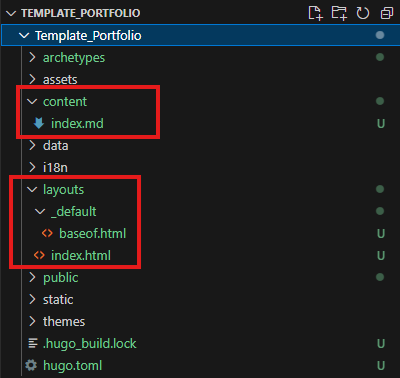 TEMPLATE_PORTFOLIO
Template_Portfolio
archetypes
assets
content
index.md U
data
i18n
layouts
_default
<> baseof.html U
<> index.html U
public
static
themes
.hugo_build.lock U
hugo.toml U